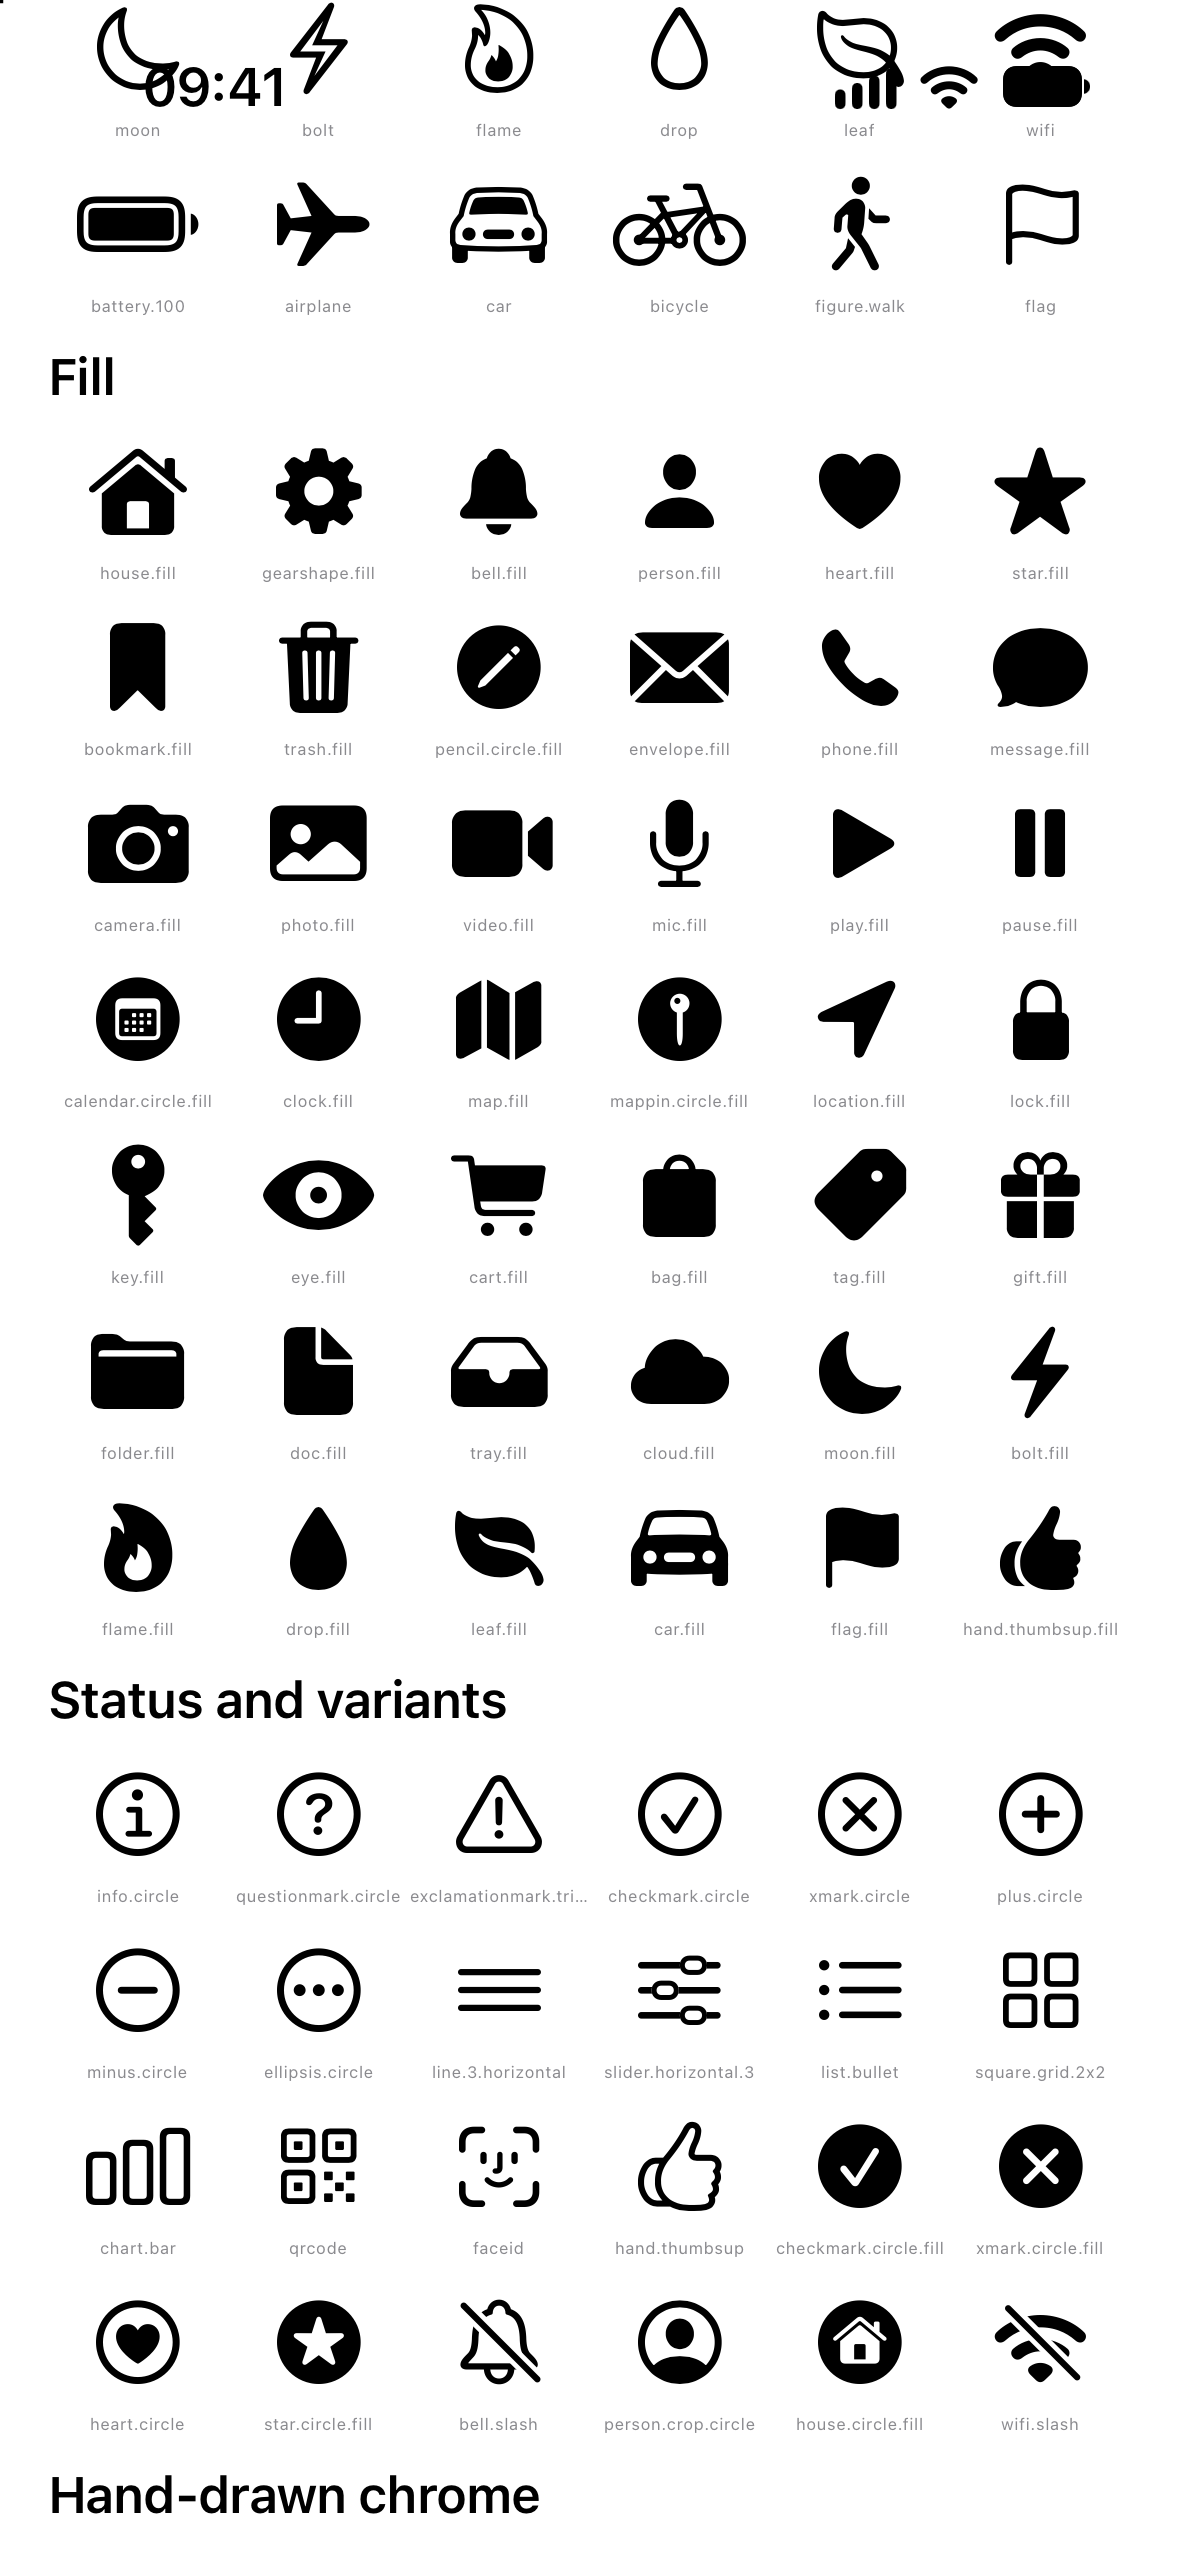 09:41
moon bolt flame drop leaf wifi
battery.100 airplane car bicycle figure.walk flag
Fill
house.fill gearshape.fill bell.fill person.fill heart.fill star.fill
bookmark.fill trash.fill pencil.circle.fill envelope.fill phone.fill message.fill
camera.fill photo.fill video.fill mic.fill play.fill pause.fill
calendar.circle.fill clock.fill map.fill mappin.circle.fill location.fill lock.fill
key.fill eye.fill cart.fill bag.fill tag.fill gift.fill
folder.fill doc.fill tray.fill cloud.fill moon.fill bolt.fill
flame.fill drop.fill leaf.fill car.fill flag.fill hand.thumbsup.fill
Status and variants
info.circle questionmark.circle exclamationmark.tri... checkmark.circle xmark.circle plus.circle
minus.circle ellipsis.circle line.3.horizontal slider.horizontal.3 list.bullet square.grid.2x2
chart.bar qrcode faceid hand.thumbsup checkmark.circle.fill xmark.circle.fill
heart.circle star.circle.fill bell.slash person.crop.circle house.circle.fill wifi.slash
Hand-drawn chrome